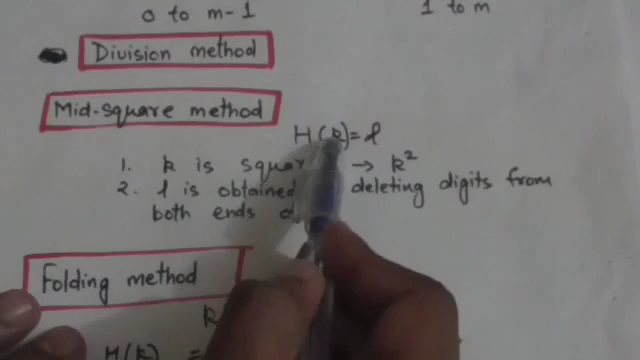 0 to m-1 1 to m
Division method
Mid-square method
H(k)=l
1. k is squar → k²
2. l is obtained deleting digits from
both ends
Folding method
k
H(k) =